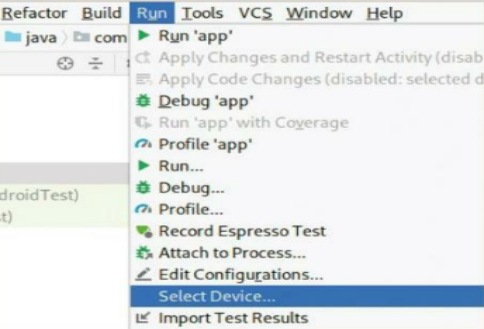 Refactor Build Run Tools VCS Window Help
java com
Run 'app'
Apply Changes and Restart Activity (disab
Apply Code Changes (disabled: selected d
Debug 'app'
Run 'app' with Coverage
Profile 'app'
Run...
Debug...
droidTest)
Profile...
st)
Record Espresso Test
Attach to Process...
Edit Configurations...
Select Device...
Import Test Results